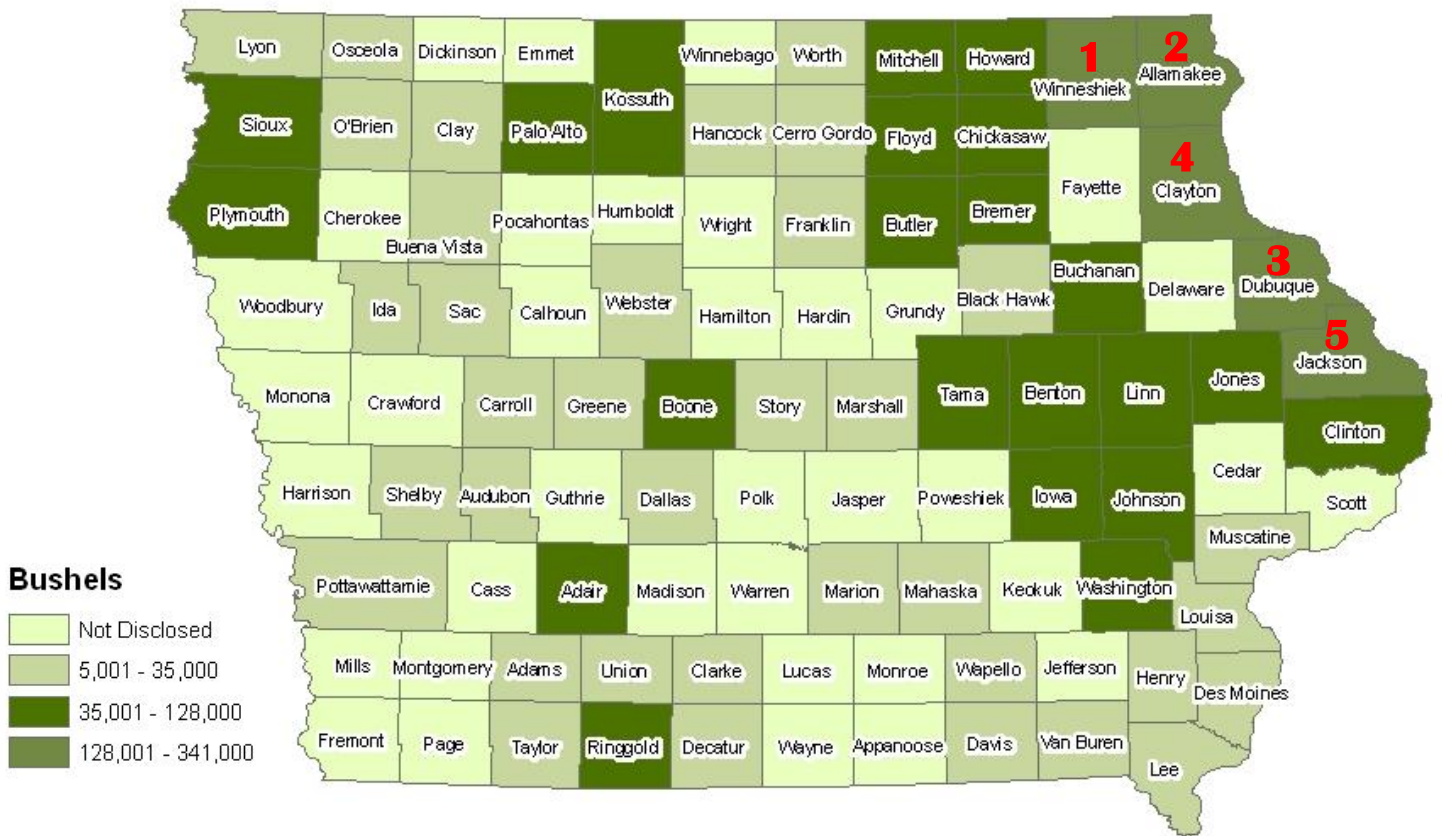 1
2
Lyon
Osceola
Dickinson
Emmet
Winnebago
Worth
Mitchell
Howard
Winneshiek
Allamakee
Kossuth
Sioux
O'Brien
Clay
Palo Alto
Hancock
Cerro Gordo
Floyd
Chickasaw
4
Plymouth
Cherokee
Buena Vista
Pocahontas
Humboldt
Wright
Franklin
Butler
Bremer
Fayette
Clayton
3
Woodbury
Ida
Sac
Calhoun
Webster
Hamilton
Hardin
Grundy
Black Hawk
Buchanan
Delaware
Dubuque
5
Jackson
Monona
Crawford
Carroll
Greene
Boone
Story
Marshall
Tama
Benton
Linn
Jones
Clinton
Harrison
Shelby
Audubon
Guthrie
Dallas
Polk
Jasper
Poweshiek
Iowa
Johnson
Cedar
Scott
Muscatine
Pottawattamie
Cass
Adair
Madison
Warren
Marion
Mahaska
Keokuk
Washington
Louisa
Mills
Montgomery
Adams
Union
Clarke
Lucas
Monroe
Wapello
Jefferson
Henry
Des Moines
Fremont
Page
Taylor
Ringgold
Decatur
Wayne
Appanoose
Davis
Van Buren
Lee
Bushels
Not Disclosed
5,001 - 35,000
35,001 - 128,000
128,001 - 341,000